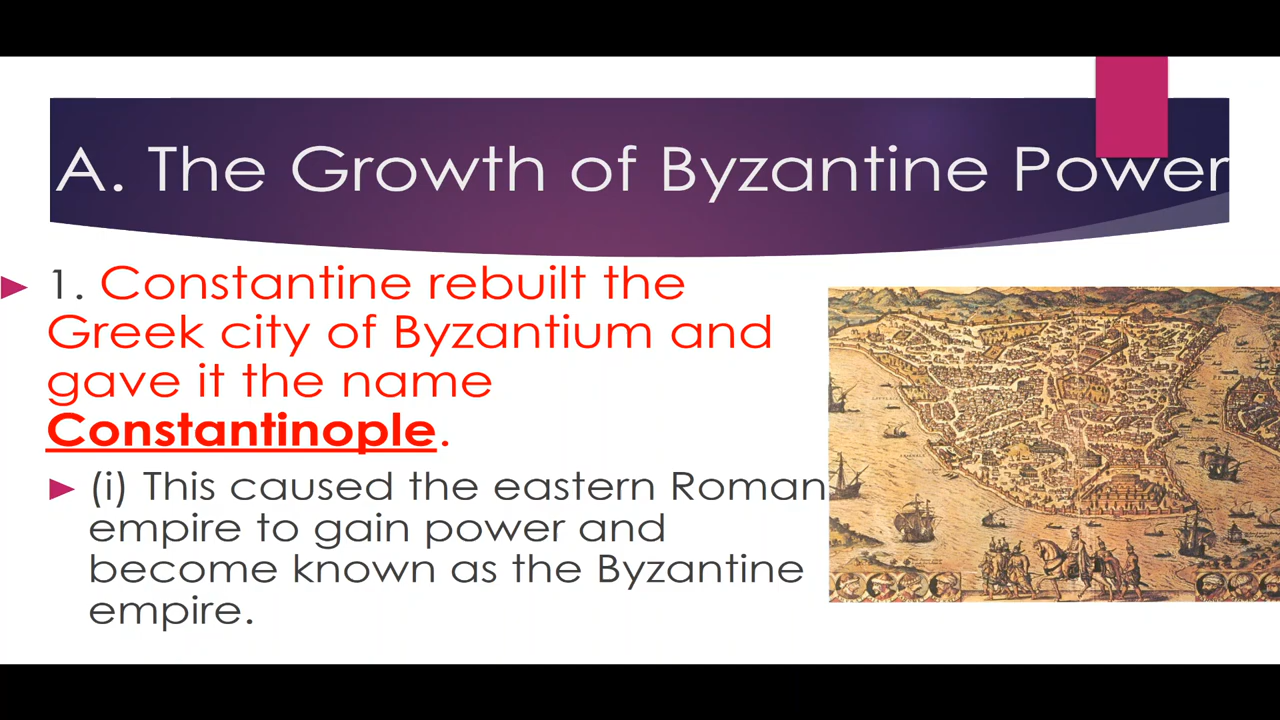 A. The Growth of Byzantine Power
1. Constantine rebuilt the
Greek city of Byzantium and
gave it the name
Constantinople.
(i) This caused the eastern Roman
empire to gain power and
become known as the Byzantine
empire.